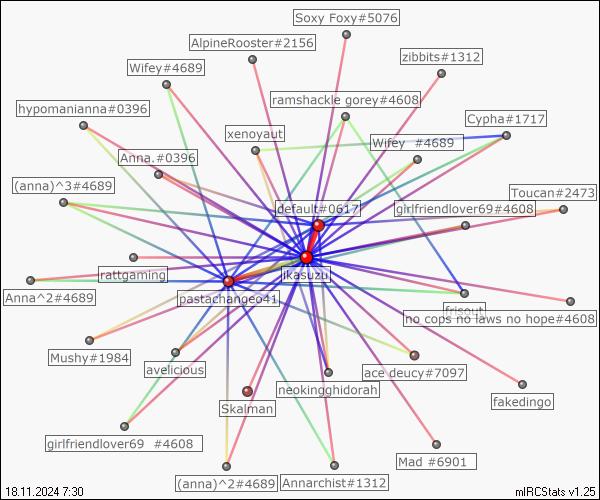 Soxy Foxy#5076
AlpineRooster#2156
zibbits#1312
Wifey#4689
ramshackle gorey#4608
hypomanianna#0396
Cypha#1717
xenoyaut
Wifey #4689
Anna.#0396
(anna)^3#4689
Toucan#2473
default#0617
girlfriendlover69#4608
rattgaming
ikasuzu
Anna^2#4689
pastachangeo41
frisout
no cops no laws no hope#4608
Mushy#1984
avelicious
ace deucy#7097
neokingghidorah
fakedingo
Skalman
girlfriendlover69 #4608
Mad #6901
(anna)^2#4689
Annarchist#1312
18.11.2024 7:30
mIRCStats v1.25